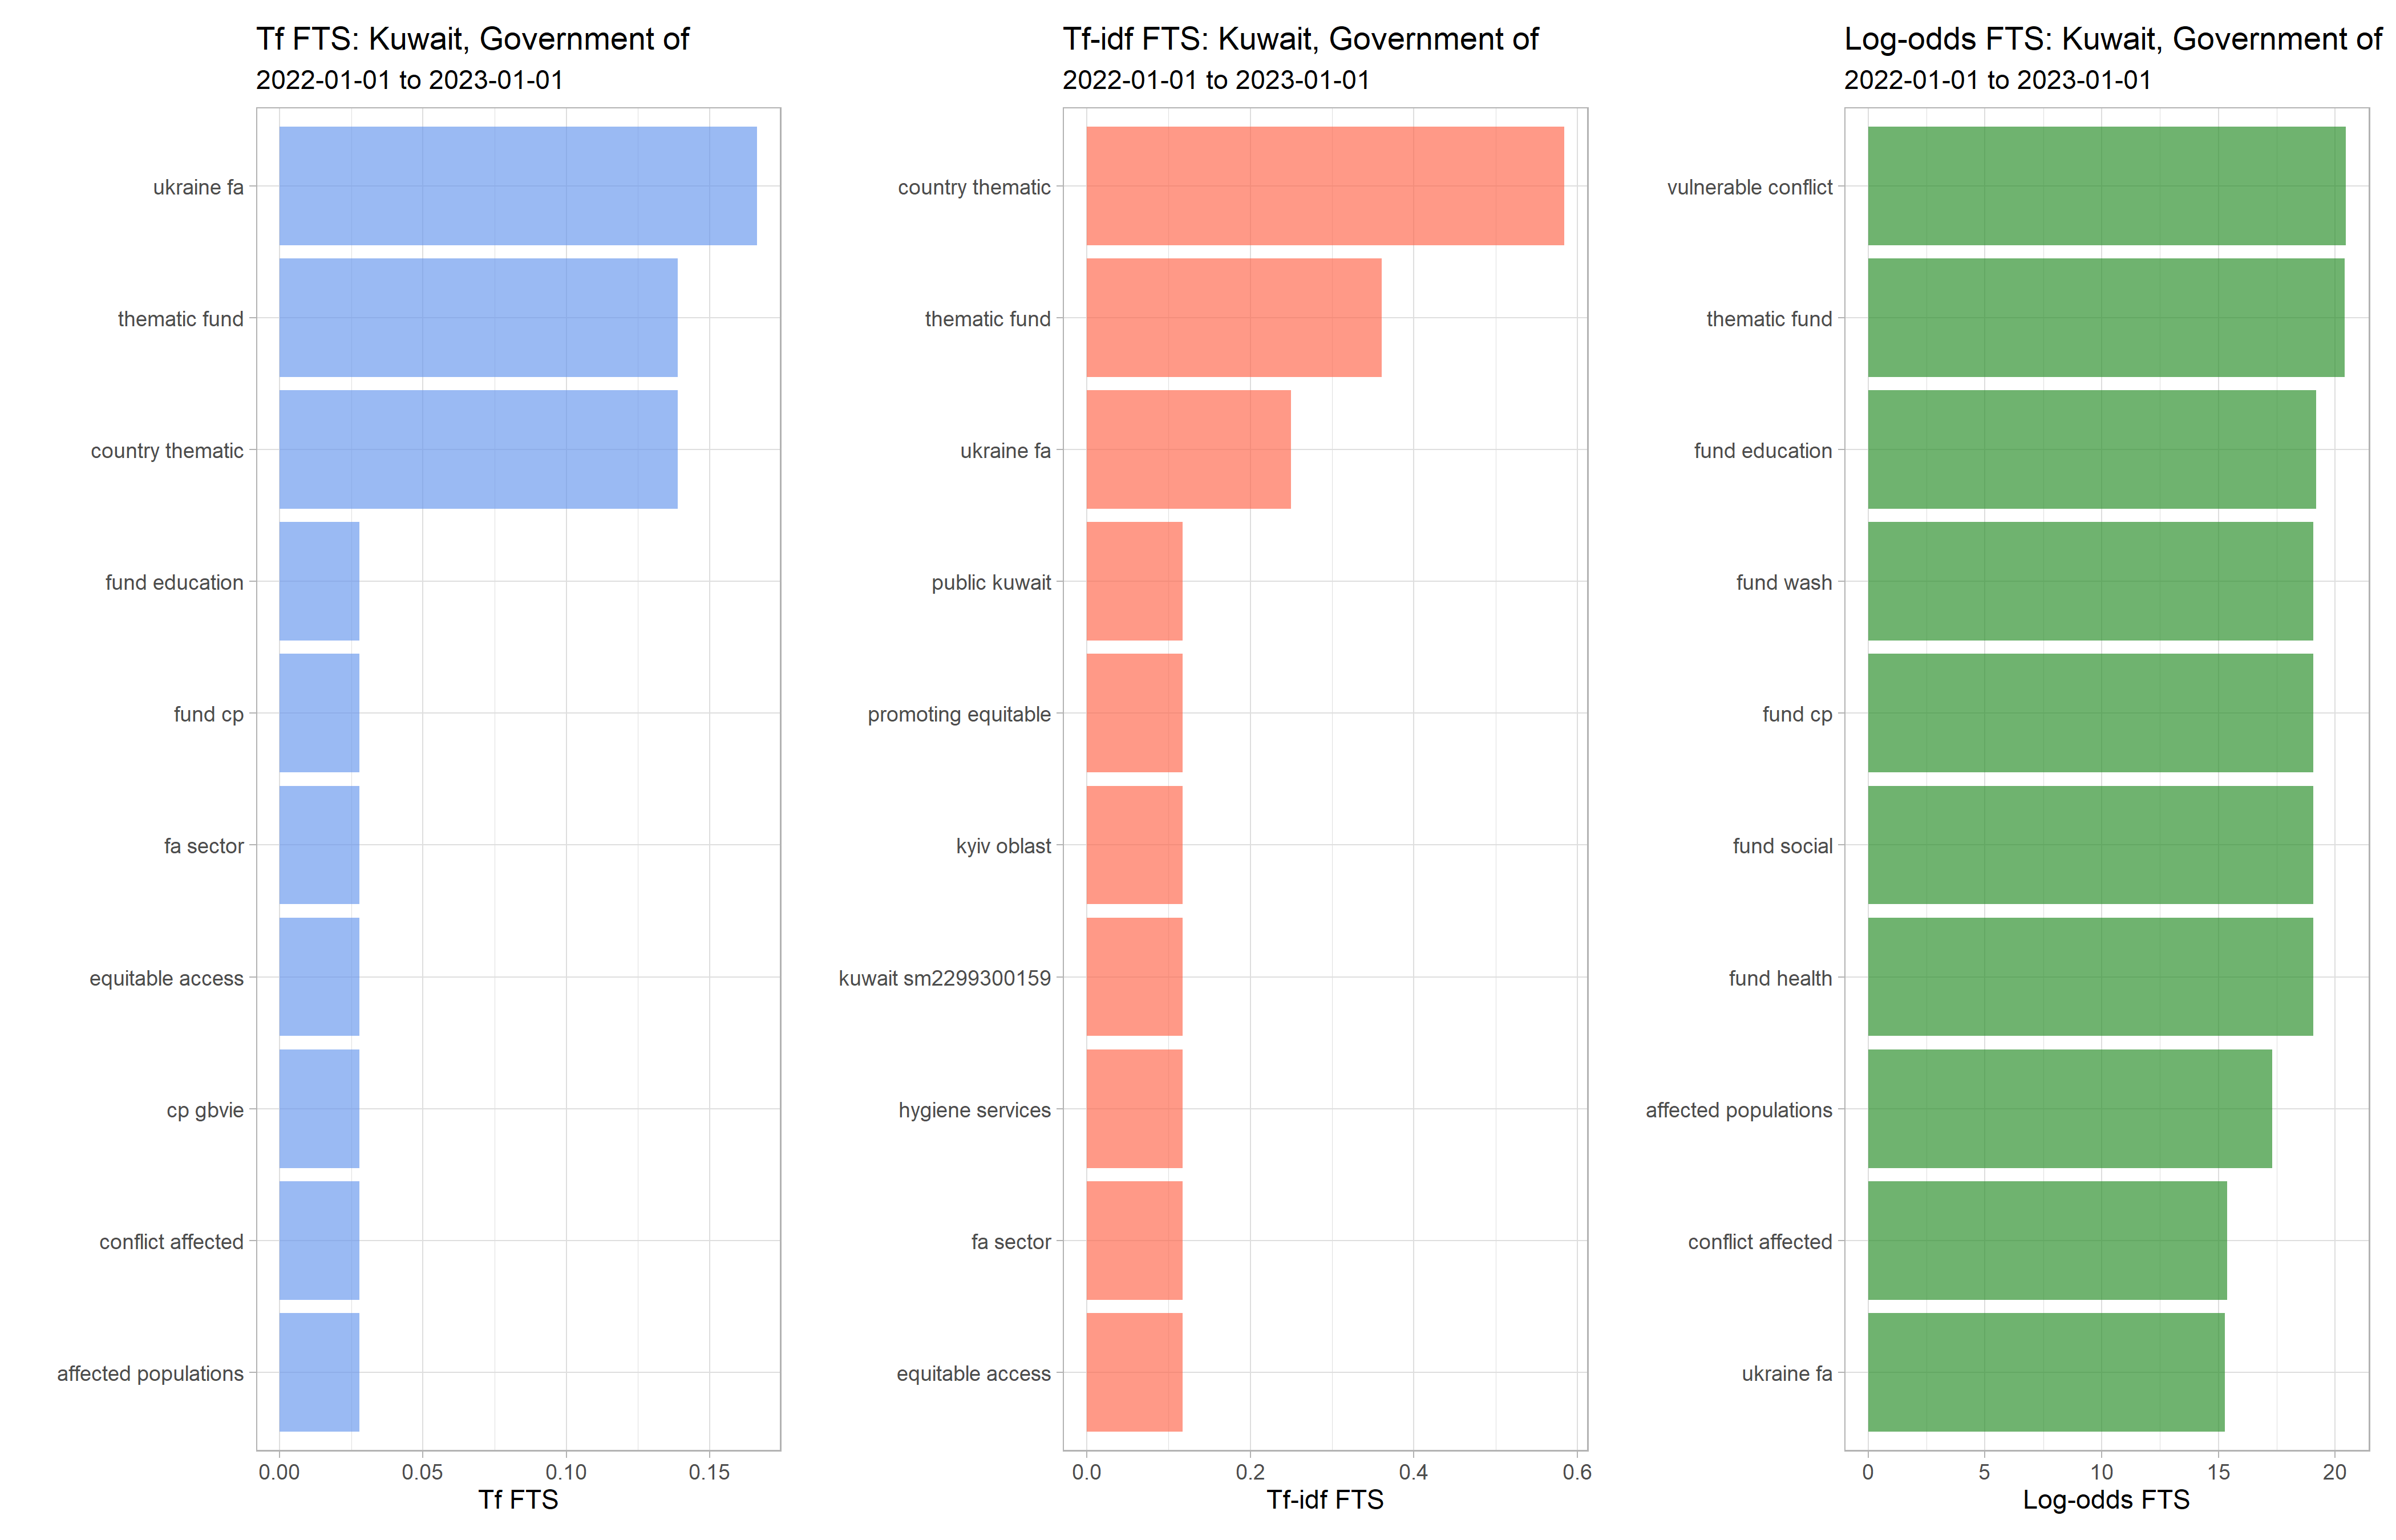 Tf FTS: Kuwait, Government of
2022-01-01 to 2023-01-01
ukraine fa
thematic fund
country thematic
fund education
fund cp
fa sector
equitable access
cp gbvie
conflict affected
affected populations
0.00 0.05 0.10 0.15
Tf FTS
Tf-idf FTS: Kuwait, Government of
2022-01-01 to 2023-01-01
country thematic
thematic fund
ukraine fa
public kuwait
promoting equitable
kyiv oblast
kuwait sm2299300159
hygiene services
fa sector
equitable access
0.0 0.2 0.4 0.6
Tf-idf FTS
Log-odds FTS: Kuwait, Government of
2022-01-01 to 2023-01-01
vulnerable conflict
thematic fund
fund education
fund wash
fund cp
fund social
fund health
affected populations
conflict affected
ukraine fa
0 5 10 15 20
Log-odds FTS